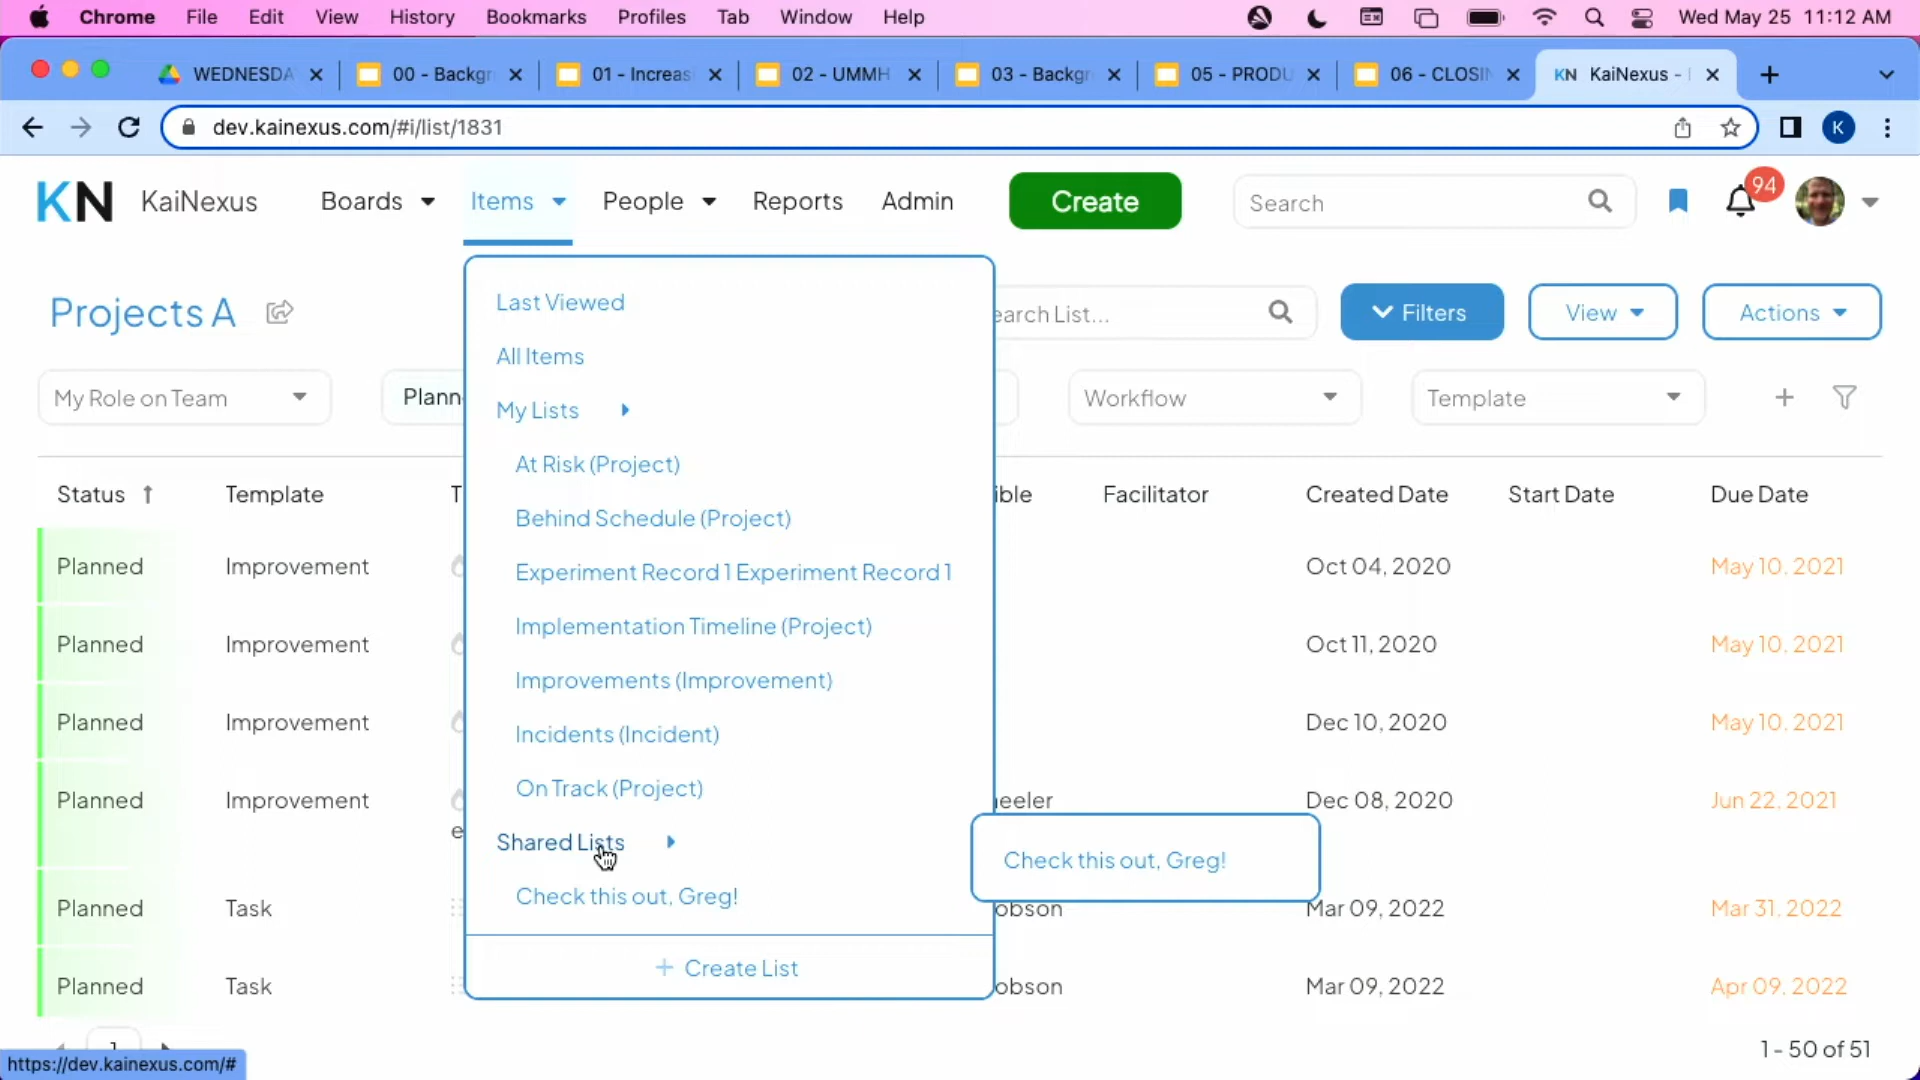 Chrome File Edit View History Bookmarks Profiles Tab Window Help Wed May 25 11:12 AM
WEDNESDA 00 - Backgr 01 - Increas 02 - UMMH 03 - Backgr 05 - PRODU 06 - CLOSIN KN KaiNexus -
dev.kainexus.com/#i/list/1831 K
KN KaiNexus Boards Items People Reports Admin Create Search 94
Last Viewed
Projects A earch List... Filters View Actions
All Items
My Role on Team Plann Workflow Template
My Lists
At Risk (Project)
Status Template T ible Facilitator Created Date Start Date Due Date
Behind Schedule (Project)
Planned Improvement Oct 04, 2020 May 10, 2021
Experiment Record 1 Experiment Record 1
Implementation Timeline (Project)
Planned Improvement Oct 11, 2020 May 10, 2021
Improvements (Improvement)
Planned Improvement Dec 10, 2020 May 10, 2021
Incidents (Incident)
On Track (Project)
Planned Improvement eeler Dec 08, 2020 Jun 22, 2021
e
Shared Lists
Check this out, Greg!
Check this out, Greg!
Planned Task obson Mar 09, 2022 Mar 31, 2022
+ Create List
Planned Task obson Mar 09, 2022 Apr 09, 2022
1 1 - 50 of 51
https://dev.kainexus.com/#